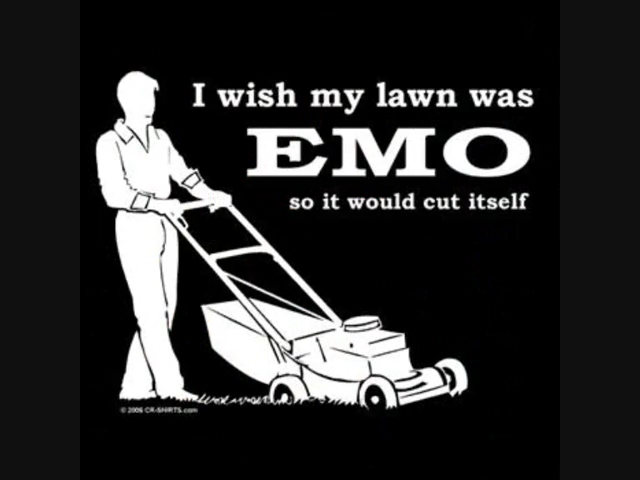 I wish my lawn was
EMO
so it would cut itself
© 2006 CR-SHIRTS.com